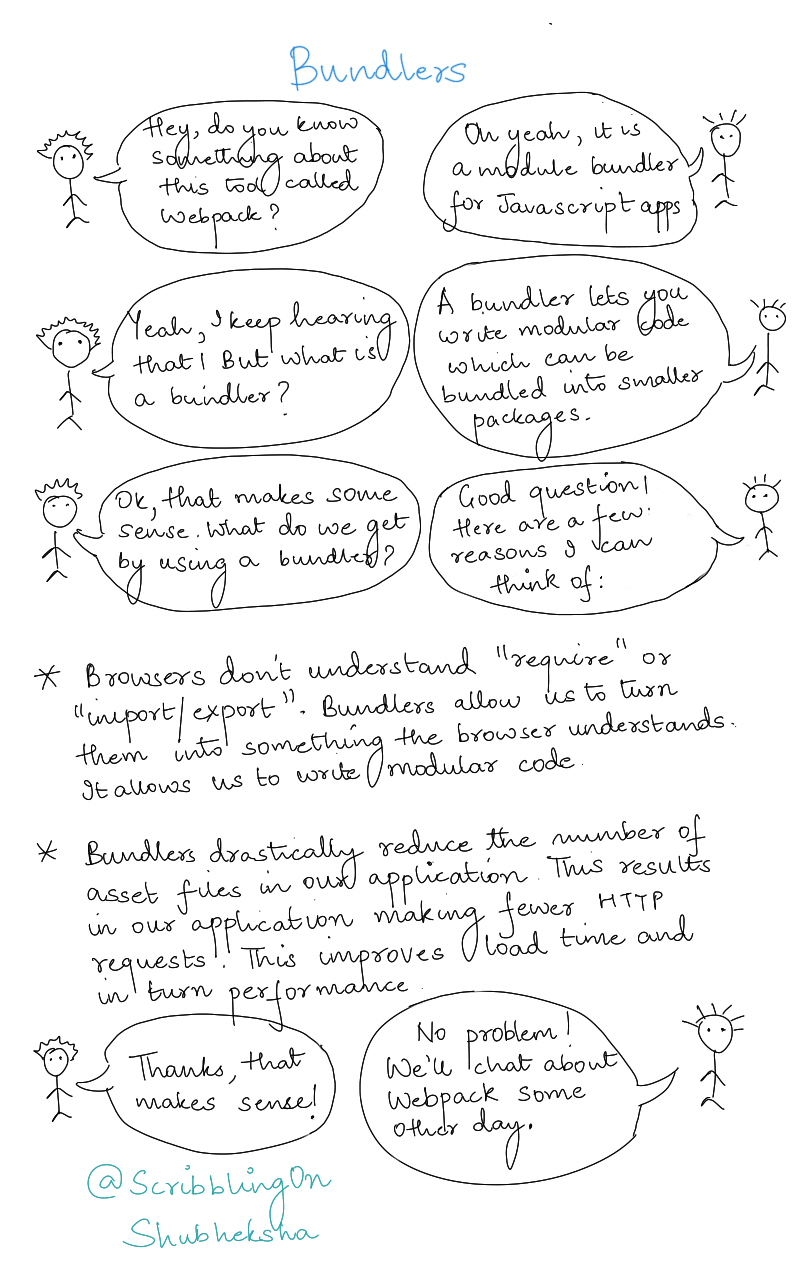 Bundlers
Hey, do you know
something about
this tool called
Webpack?
Oh yeah, it is
a module bundler
for Javascript apps
Yeah, I keep hearing
that! But what is
a bundler?
A bundler lets you
write modular code
which can be
bundled into smaller
packages.
Ok, that makes some
sense. What do we get
by using a bundler?
Good question!
Here are a few
reasons I can
think of:
* Browsers don't understand "require" or
"import/export". Bundlers allow us to turn
them into something the browser understands.
It allows us to write modular code.
* Bundlers drastically reduce the number of
asset files in our application. This results
in our application making fewer HTTP
requests! This improves load time and
in turn performance.
Thanks, that
makes sense!
No problem!
We'll chat about
Webpack some
other day.
@ScribblingOn
Shubheksha